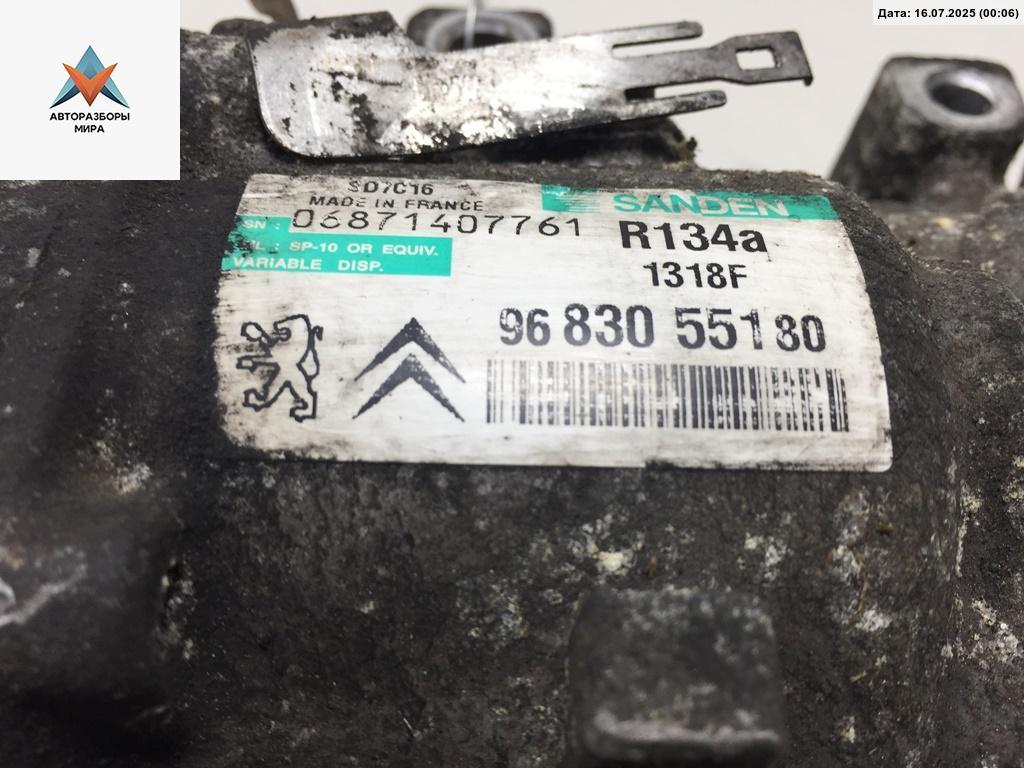 Дата: 16.07.2025 (00:06)
АВТОРАЗБОРЫ
МИРА
SD7C16
MADE IN FRANCE
SN : 06871407761
SANDEN
R134a
1318F
: SP-10 OR EQUIV.
VARIABLE DISP.
96 830 551 80